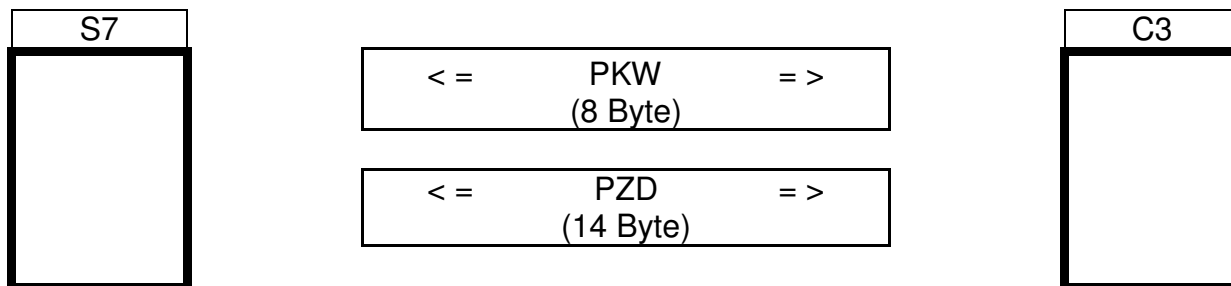 S7
C3
< = PKW = >
(8 Byte)
< = PZD = >
(14 Byte)